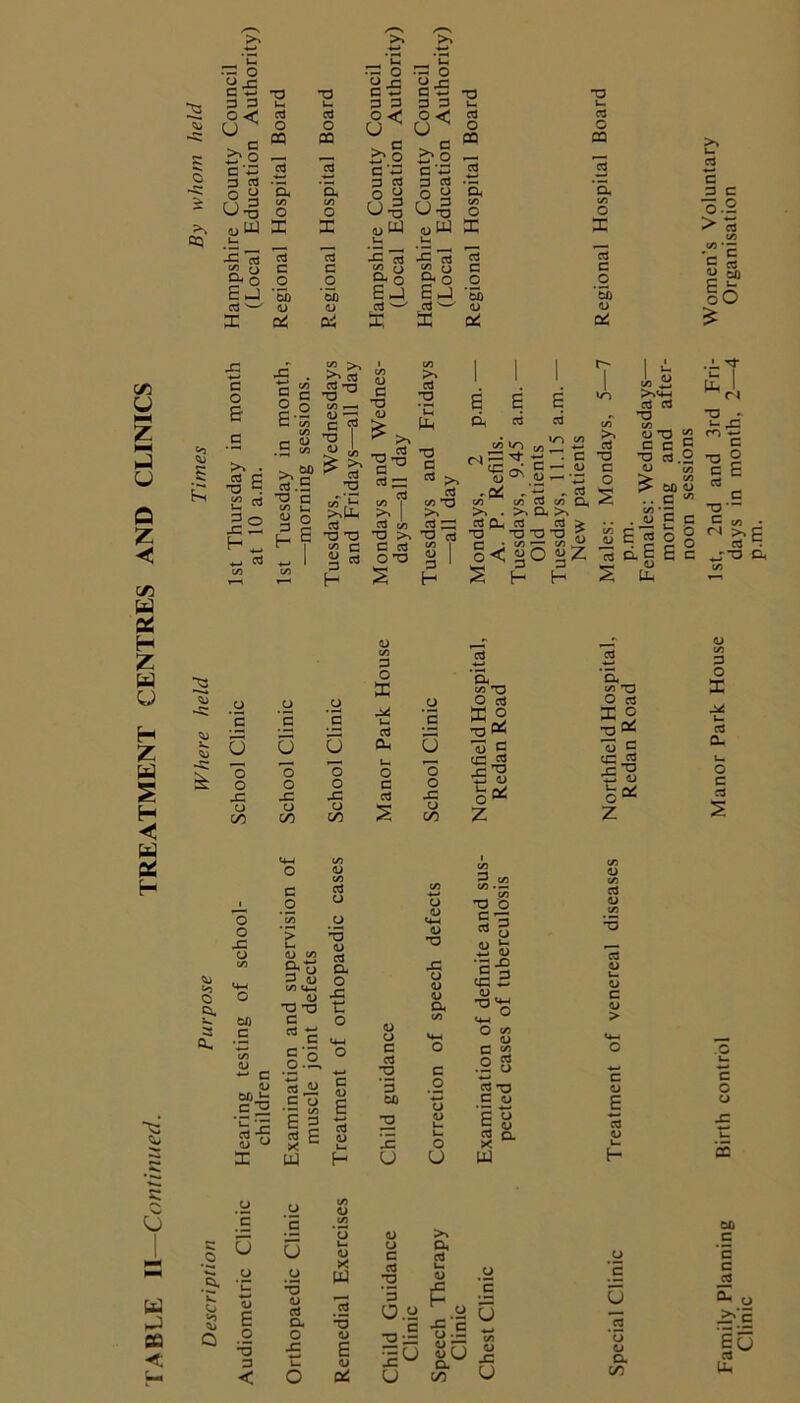 TABLE II—Continued.
TREATMENT CENTRES AND CLINICS
Description
Purpose
Where held
Times
By whom held
Audiometric Clinic
Hearing testing of school-
children
School Clinic
1st Thursday in month
at 10 a.m.
Hampshire County Council
(Local Education Authority)
Orthopaedic Clinic
Examination and supervision of
muscle joint defects
School Clinic
1st Tuesday in month,
—morning sessions.
Regional Hospital Board
Remedial Exercises
Treatment of orthopaedic cases
School Clinic
Tuesdays, Wednesdays
and Fridays—all day
Regional Hospital Board
Child Guidance
Clinic
Child guidance
Manor Park House
Mondays and Wednes-
days—all day
Hampshire County Council
(Local Education Authority)
Speech Therapy
Clinic
Correction of speech defects
School Clinic
Tuesdays and Fridays
—all day
Hampshire County Council
(Local Education Authority)
Chest Clinic
Examination of definite and sus-
pected cases of tuberculosis
Northfield Hospital,
Redan Road
Mondays, 2 p.m.—
A. P. Refills.
Tuesdays, 9.45 a.m.—
Old patients
Tuesdays, 11.15 a.m.—
New patients
Regional Hospital Board
Special Clinic
Treatment of venereal diseases
Northfield Hospital,
Redan Road
Males: Mondays, 5—7
p.m.
Females: Wednesdays—
morning and after-
noon sessions
Regional Hospital Board
Family Planning
Clinic
Birth control
Manor Park House
1st, 2nd and 3rd Fri-
days in month, 2—4
p.m.
Women's Voluntary
Organisation